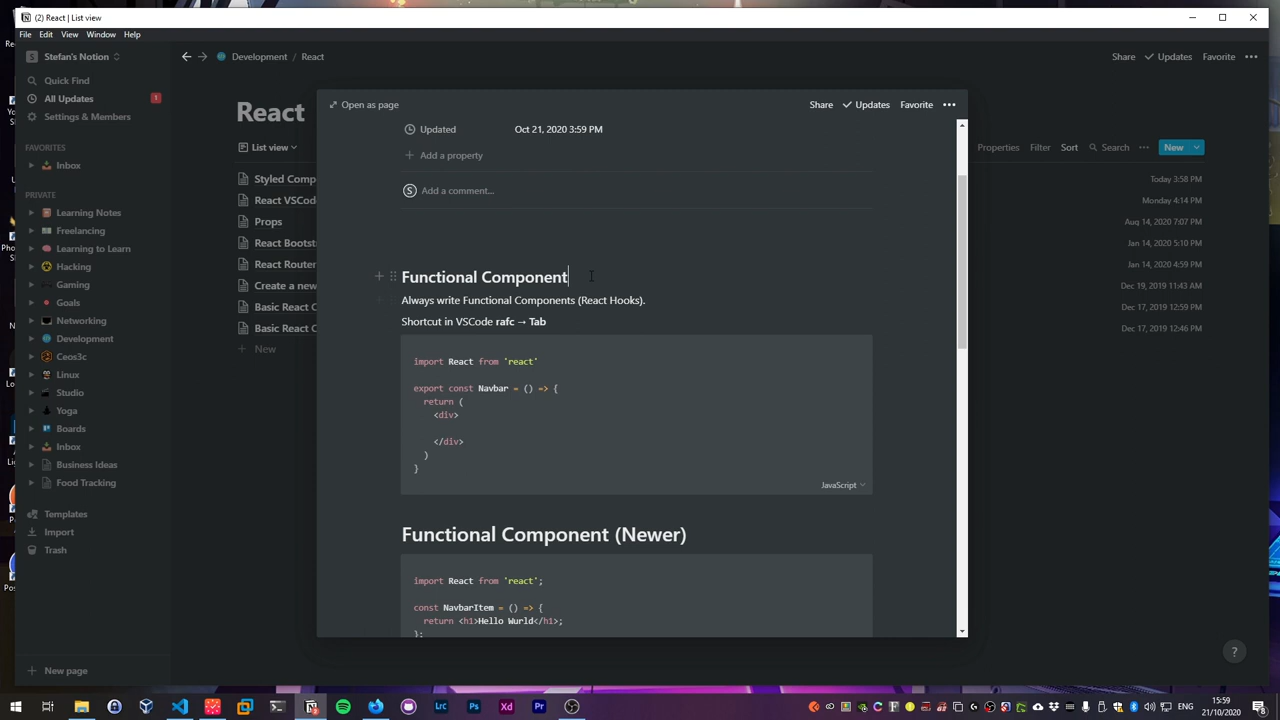 (2) React | List view
File Edit View Window Help
S Stefan's Notion
Development / React
Share Updates Favorite
Quick Find
All Updates 1
Settings & Members
FAVORITES
Inbox
PRIVATE
Learning Notes
Freelancing
Learning to Learn
Hacking
Gaming
Goals
Networking
Development
Ceos3c
Linux
Studio
Yoga
Boards
Inbox
Business Ideas
Food Tracking
Templates
Import
Trash
New page
React
List view
Properties Filter Sort Search New
Styled Comp Today 3:58 PM
React VSCod Monday 4:14 PM
Props Aug 14, 2020 7:07 PM
React Bootst Jan 14, 2020 5:10 PM
React Router Jan 14, 2020 4:59 PM
Create a new Dec 19, 2019 11:43 AM
Basic React C Dec 17, 2019 12:59 PM
Basic React C Dec 17, 2019 12:46 PM
New
Open as page
Share Updates Favorite
Updated Oct 21, 2020 3:59 PM
Add a property
S Add a comment...
Functional Component
Always write Functional Components (React Hooks).
Shortcut in VSCode rafc → Tab
import React from 'react'
export const Navbar = () => {
return (
<div>
</div>
)
}
JavaScript
Functional Component (Newer)
import React from 'react';
const NavbarItem = () => {
return <h1>Hello Wurld</h1>;
};
?
Lrc Ps Xd Pr
ENG
15:59